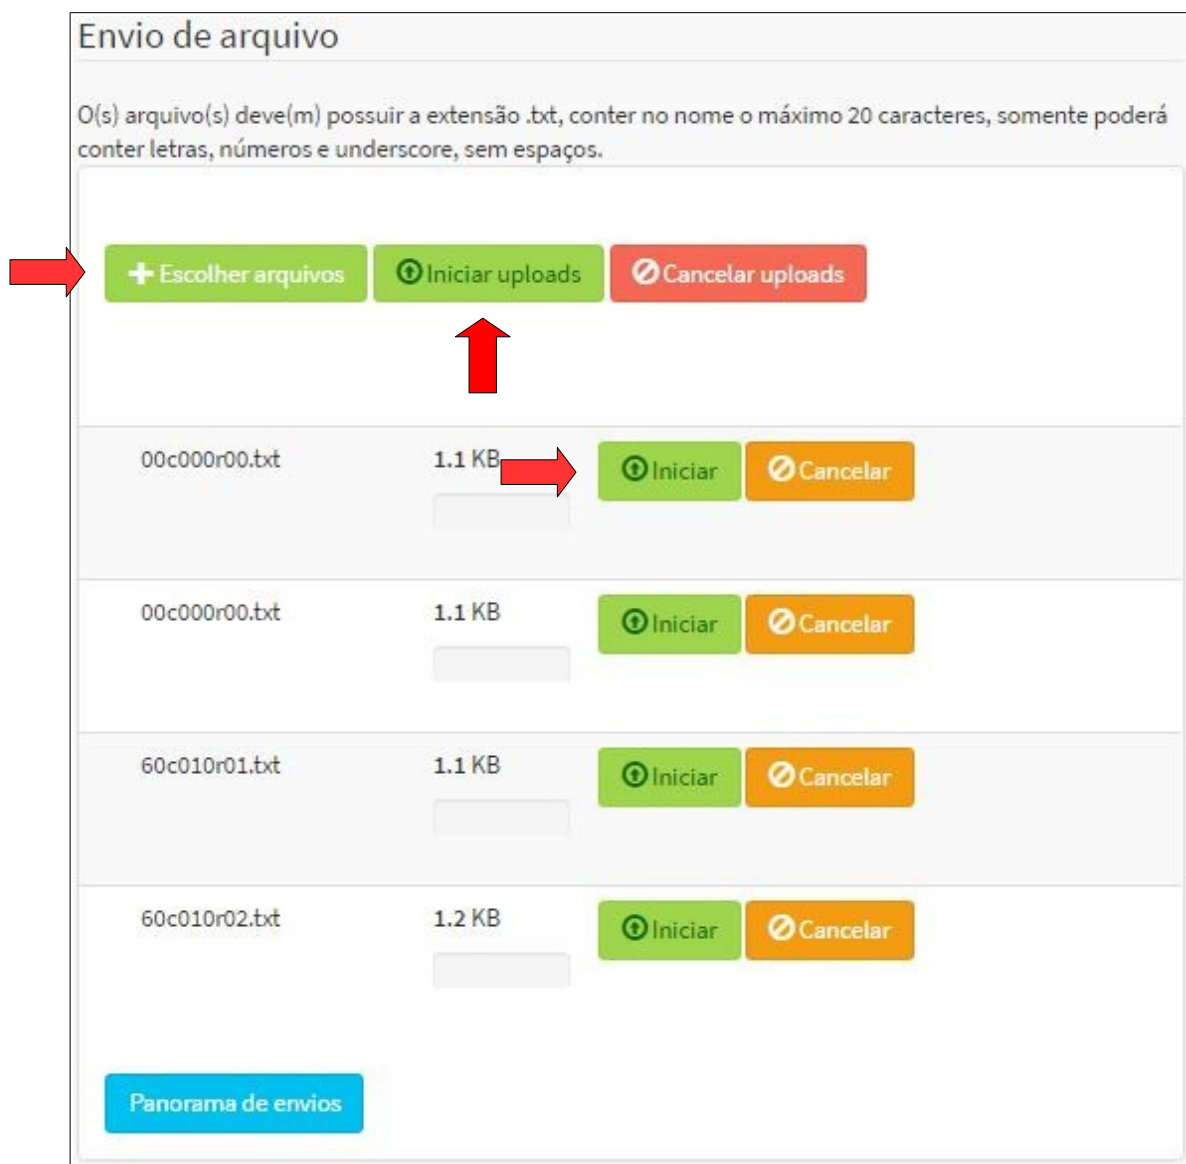 Envio de arquivo
O(s) arquivo(s) deve(m) possuir a extensão .txt, conter no nome o máximo 20 caracteres, somente poderá
conter letras, números e underscore, sem espaços.
Escolher arquivos Iniciar uploads Cancelar uploads
00c000r00.txt 1.1 KB Iniciar Cancelar
00c000r00.txt 1.1 KB Iniciar Cancelar
60c010r01.txt 1.1 KB Iniciar Cancelar
60c010r02.txt 1.2 KB Iniciar Cancelar
Panorama de envios